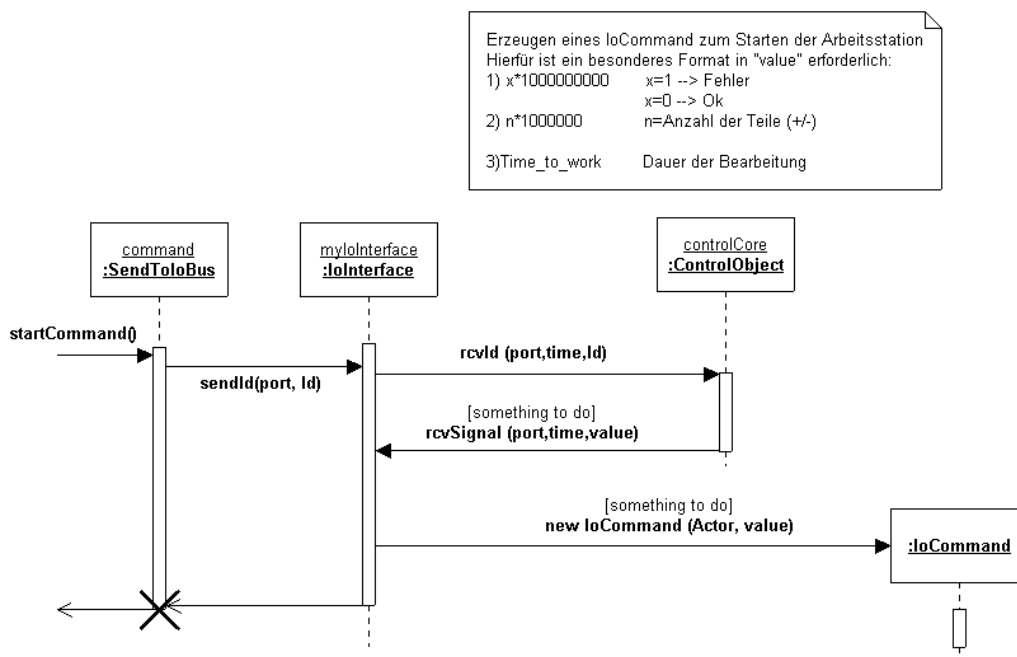 Erzeugen eines IoCommand zum Starten der Arbeitsstation
Hierfür ist ein besonderes Format in "value" erforderlich:
1) x*1000000000 x=1 --> Fehler
x=0 --> Ok
2) n*1000000 n=Anzahl der Teile (+/-)
3)Time_to_work Dauer der Bearbeitung
command
:SendToIoBus
myIoInterface
:IoInterface
controlCore
:ControlObject
startCommand()
rcvId (port,time,Id)
sendId(port, Id)
[something to do]
rcvSignal (port,time,value)
[something to do]
new IoCommand (Actor, value)
:IoCommand